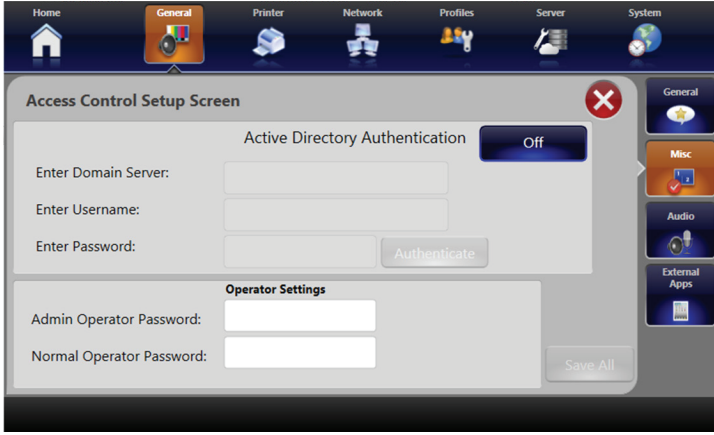 Home General Printer Network Profiles Server System
Access Control Setup Screen
General
Active Directory Authentication Off
Misc
1 2
Enter Domain Server:
Enter Username:
Audio
Enter Password: Authenticate
External
Apps
Operator Settings
Admin Operator Password:
Normal Operator Password:
Save All